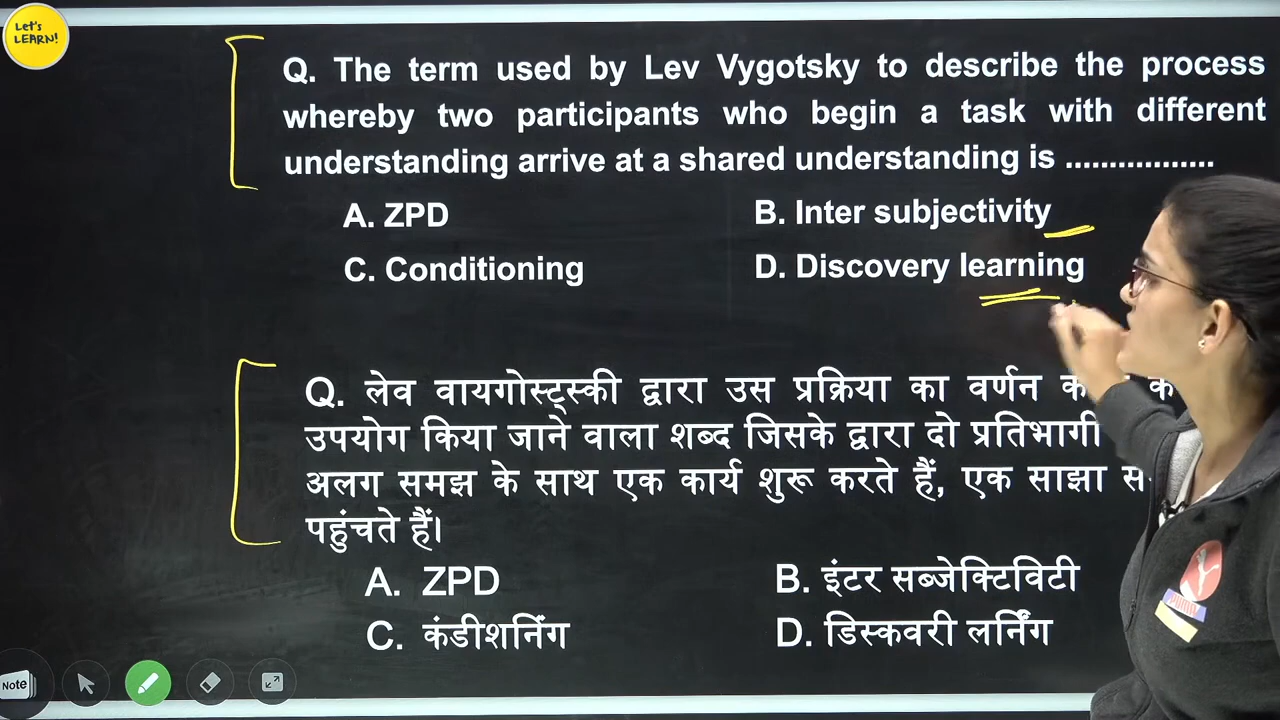 Let's
LEARN!
Q. The term used by Lev Vygotsky to describe the process
whereby two participants who begin a task with different
understanding arrive at a shared understanding is .................
A. ZPD
B. Inter subjectivity
C. Conditioning
D. Discovery learning
Q. लेव वायगोस्ट्स्की द्वारा उस प्रक्रिया का वर्णन
उपयोग किया जाने वाला शब्द जिसके द्वारा दो प्रतिभागी
अलग समझ के साथ एक कार्य शुरू करते हैं, एक साझा
पहुंचते हैं।
A. ZPD
B. इंटर सब्जेक्टिविटी
C. कंडीशनिंग
D. डिस्कवरी लर्निंग
Note
PUMA